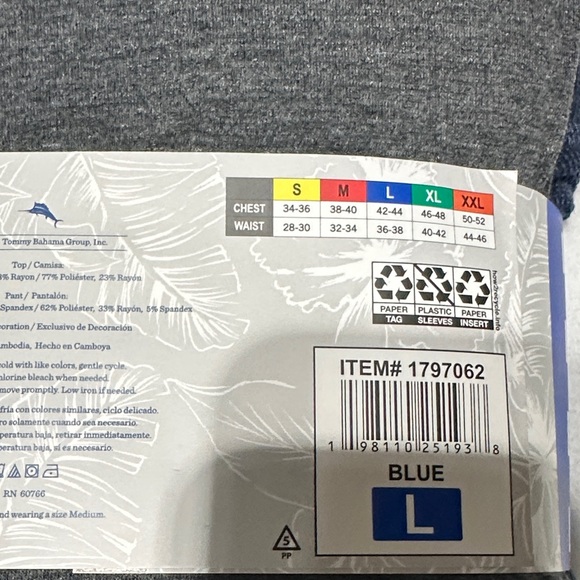 S M L XL XXL
CHEST 34-36 38-40 42-44 46-48 50-52
WAIST 28-30 32-34 36-38 40-42 44-46
Tommy Bahama Group, Inc.
Top / Camisa:
% Rayon / 77% Poliéster, 23% Rayón
Pant / Pantalón:
Spandex / 62% Poliéster, 33% Rayón, 5% Spandex
oration / Exclusivo de Decoración
mbodia, Hecho en Camboya
old with like colors, gentle cycle.
hlorine bleach when needed.
move promptly. Low iron if needed.
fría con colores similares, ciclo delicado.
ro solamente cuando sea necesario.
peratura baja, retirar inmediatamente.
peratura baja, si es necesario.
RN 60766
nd wearing a size Medium.
PAPER PLASTIC PAPER
TAG SLEEVES INSERT
how2recycle.info
ITEM# 1797062
1 98110 25193 8
BLUE
L
5
PP